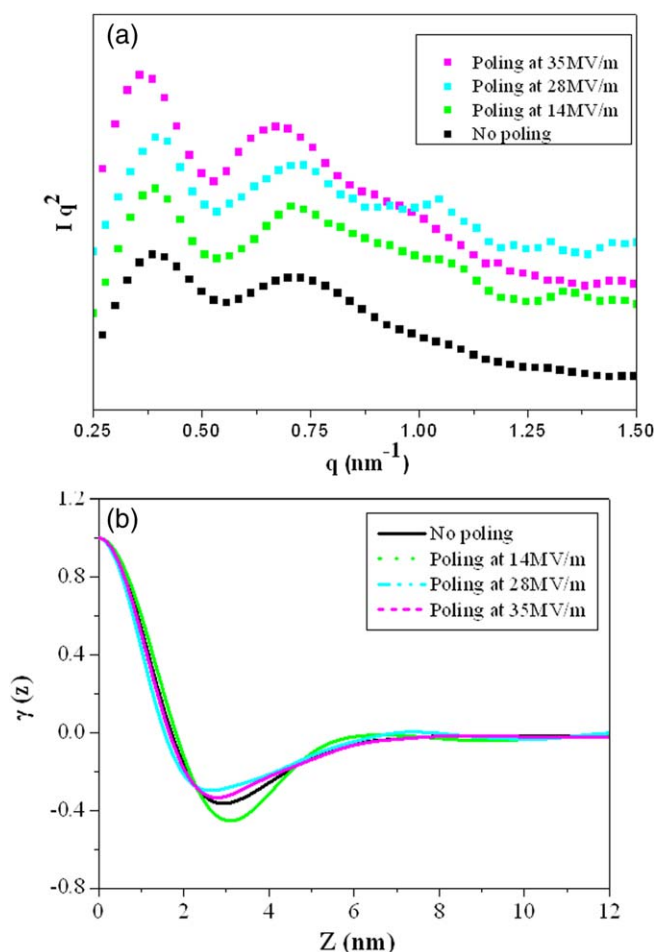 (a)
Poling at 35MV/m
Poling at 28MV/m
Poling at 14MV/m
No poling
I q²
0.25 0.50 0.75 1.00 1.25 1.50
q (nm⁻¹)
(b)
1.2
No poling
Poling at 14MV/m
Poling at 28MV/m
Poling at 35MV/m
0.8
0.4
0.0
-0.4
-0.8
γ (z)
0 2 4 6 8 10 12
Z (nm)